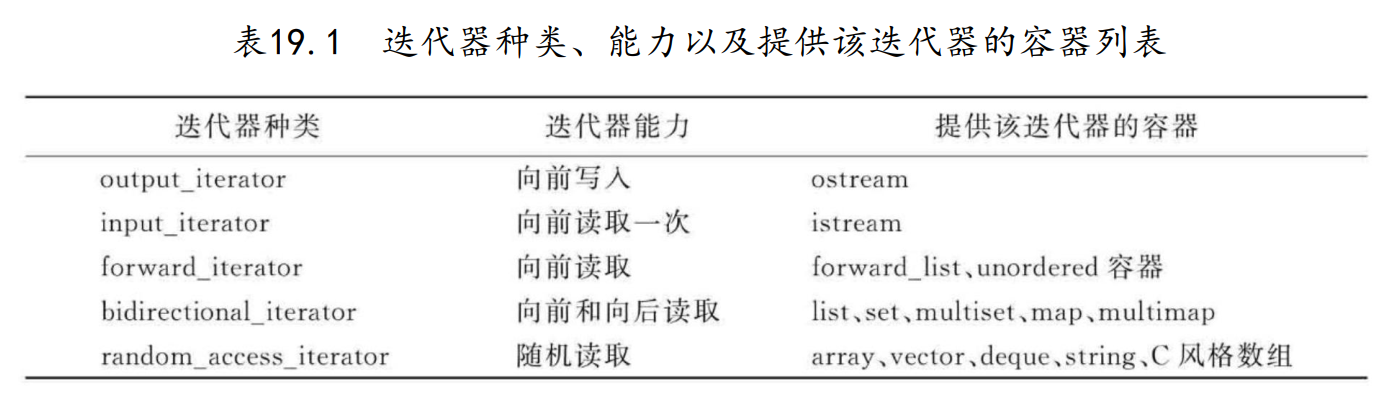 表19.1 迭代器种类、能力以及提供该迭代器的容器列表
迭代器种类 迭代器能力 提供该迭代器的容器
output_iterator 向前写入 ostream
input_iterator 向前读取一次 istream
forward_iterator 向前读取 forward_list、unordered 容器
bidirectional_iterator 向前和向后读取 list、set、multiset、map、multimap
random_access_iterator 随机读取 array、vector、deque、string、C 风格数组